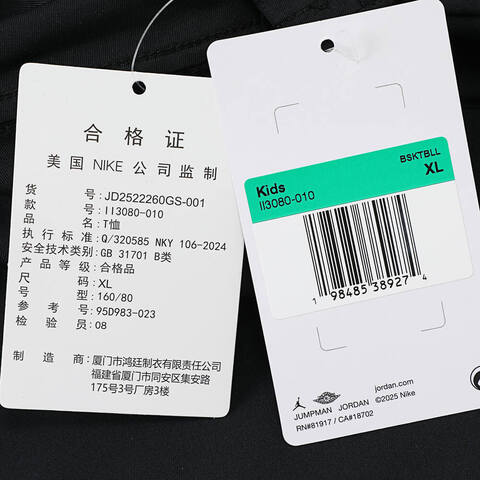 合格证
美国 NIKE 公司监制
货号: JD2522260GS-001
型号: II3080-010
品名: T恤
执行标准: Q/320585 NKY 106-2024
安全技术类别: GB 31701 B类
产品等级: 合格品
尺码: XL
型号: 160/80
参考号: 95D983-023
检验员: 08
制造商: 厦门市鸿廷制衣有限责任公司
福建省厦门市同安区集安路
175号3号厂房3楼
BSKTBLL
XL
Kids
II3080-010
1 98485 38927 4
JUMPMAN JORDAN
RN#81917 / CA#18702
jordan.com
©2025 Nike